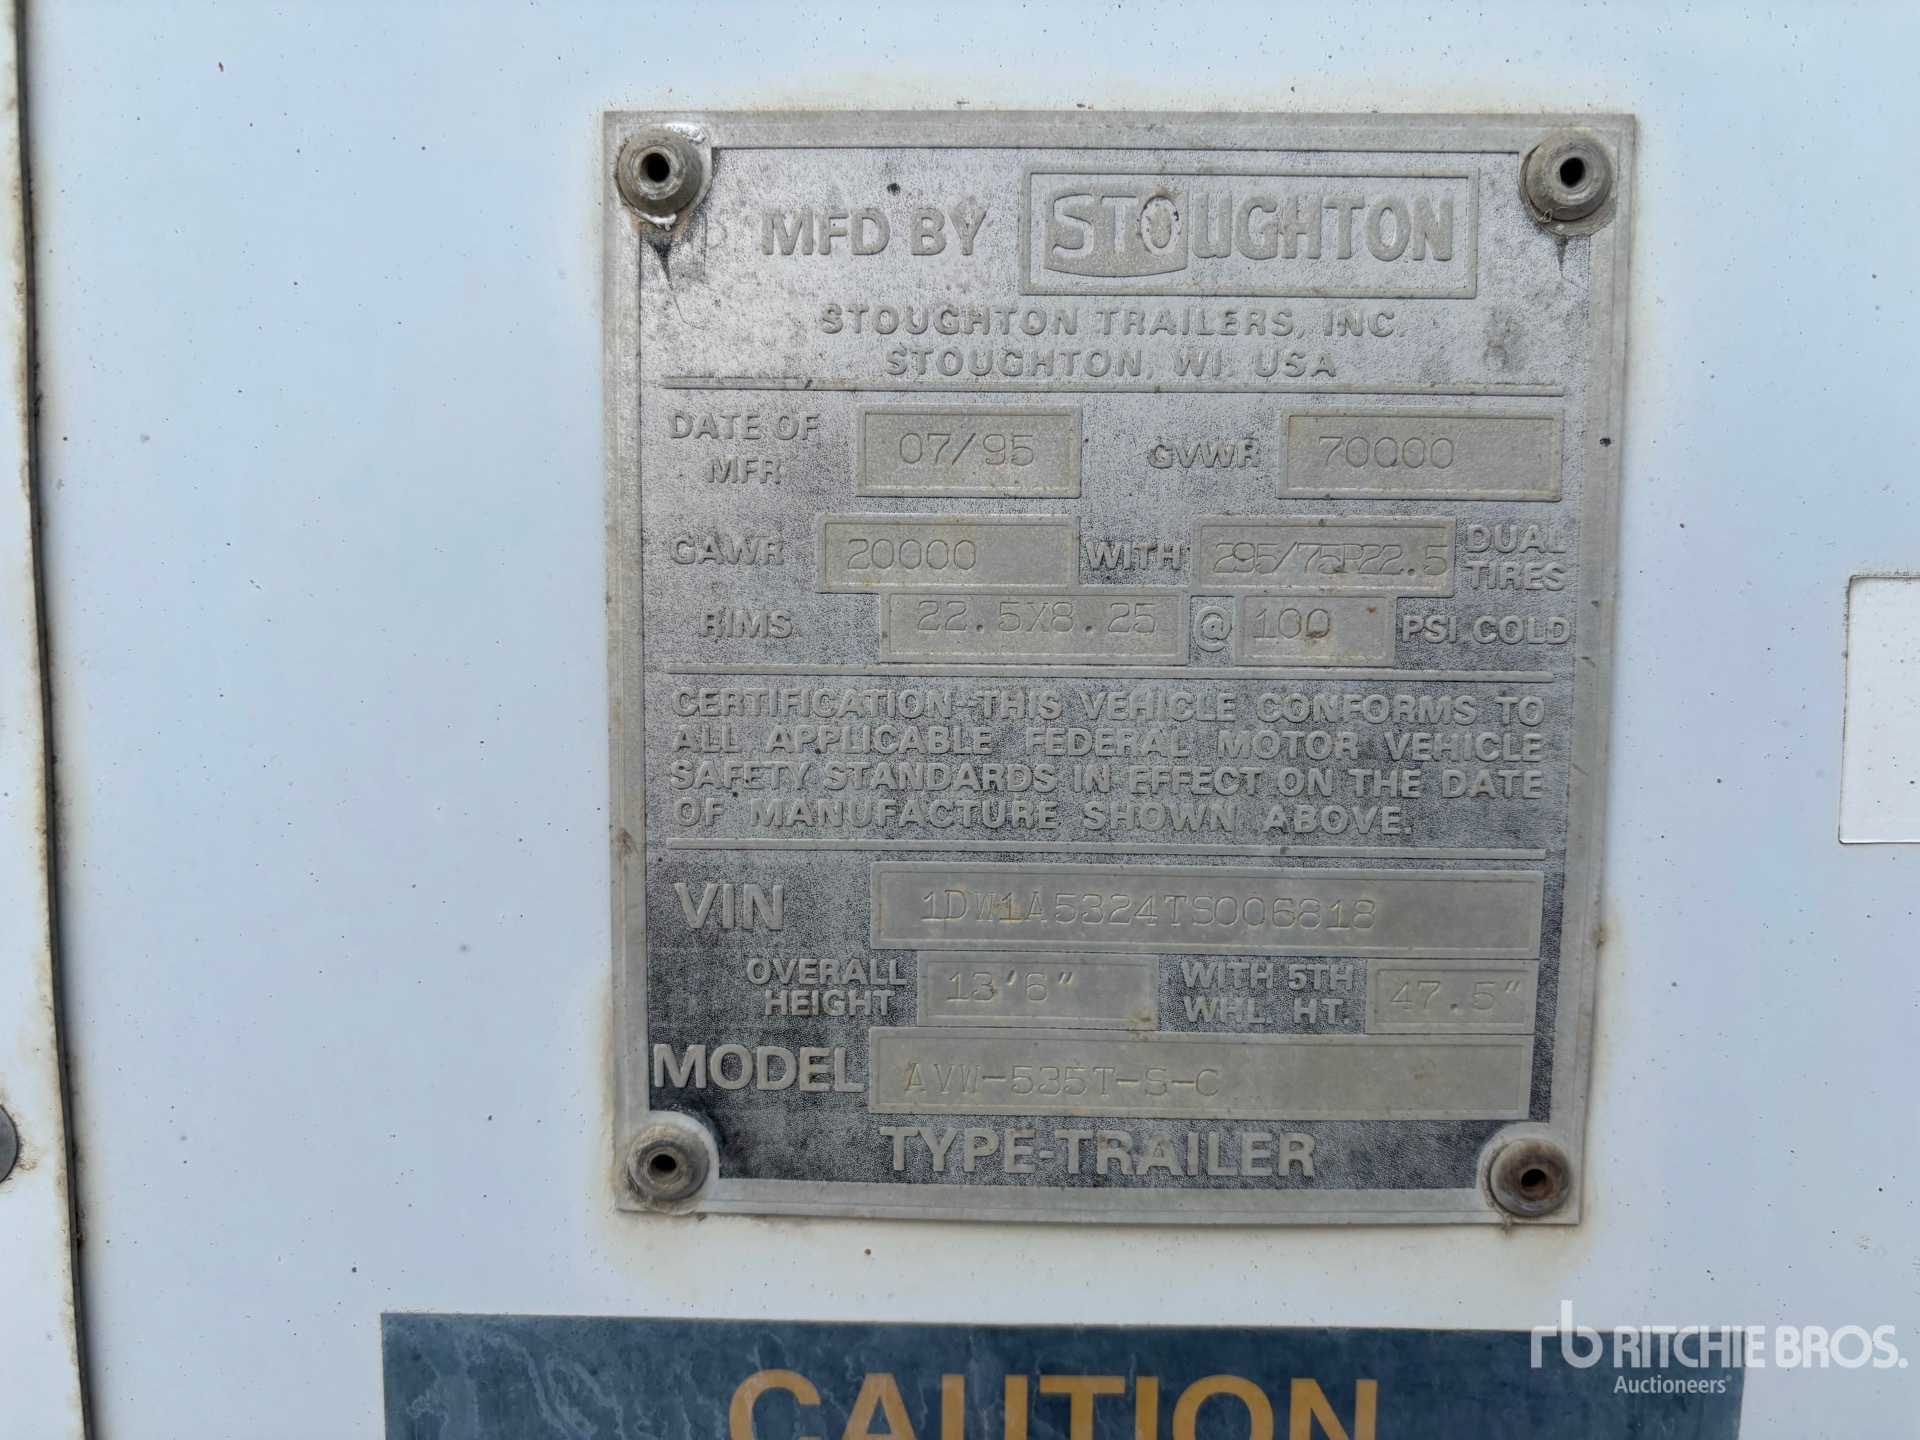 MFD BY STOUGHTON
STOUGHTON TRAILERS, INC.
STOUGHTON, WI. USA
DATE OF MFR 07/95 GVWR 70000
GAWR 20000 WITH 295/75R22.5 DUAL TIRES
RIMS 22.5X8.25 @ 100 PSI COLD
CERTIFICATION-THIS VEHICLE CONFORMS TO
ALL APPLICABLE FEDERAL MOTOR VEHICLE
SAFETY STANDARDS IN EFFECT ON THE DATE
OF MANUFACTURE SHOWN ABOVE.
VIN 1DW1A5324TS006818
OVERALL HEIGHT 13'6" WITH 5TH WHL. HT. 47.5"
MODEL AVW-535T-S-C
TYPE-TRAILER
CAUTION
rb RITCHIE BROS.
Auctioneers